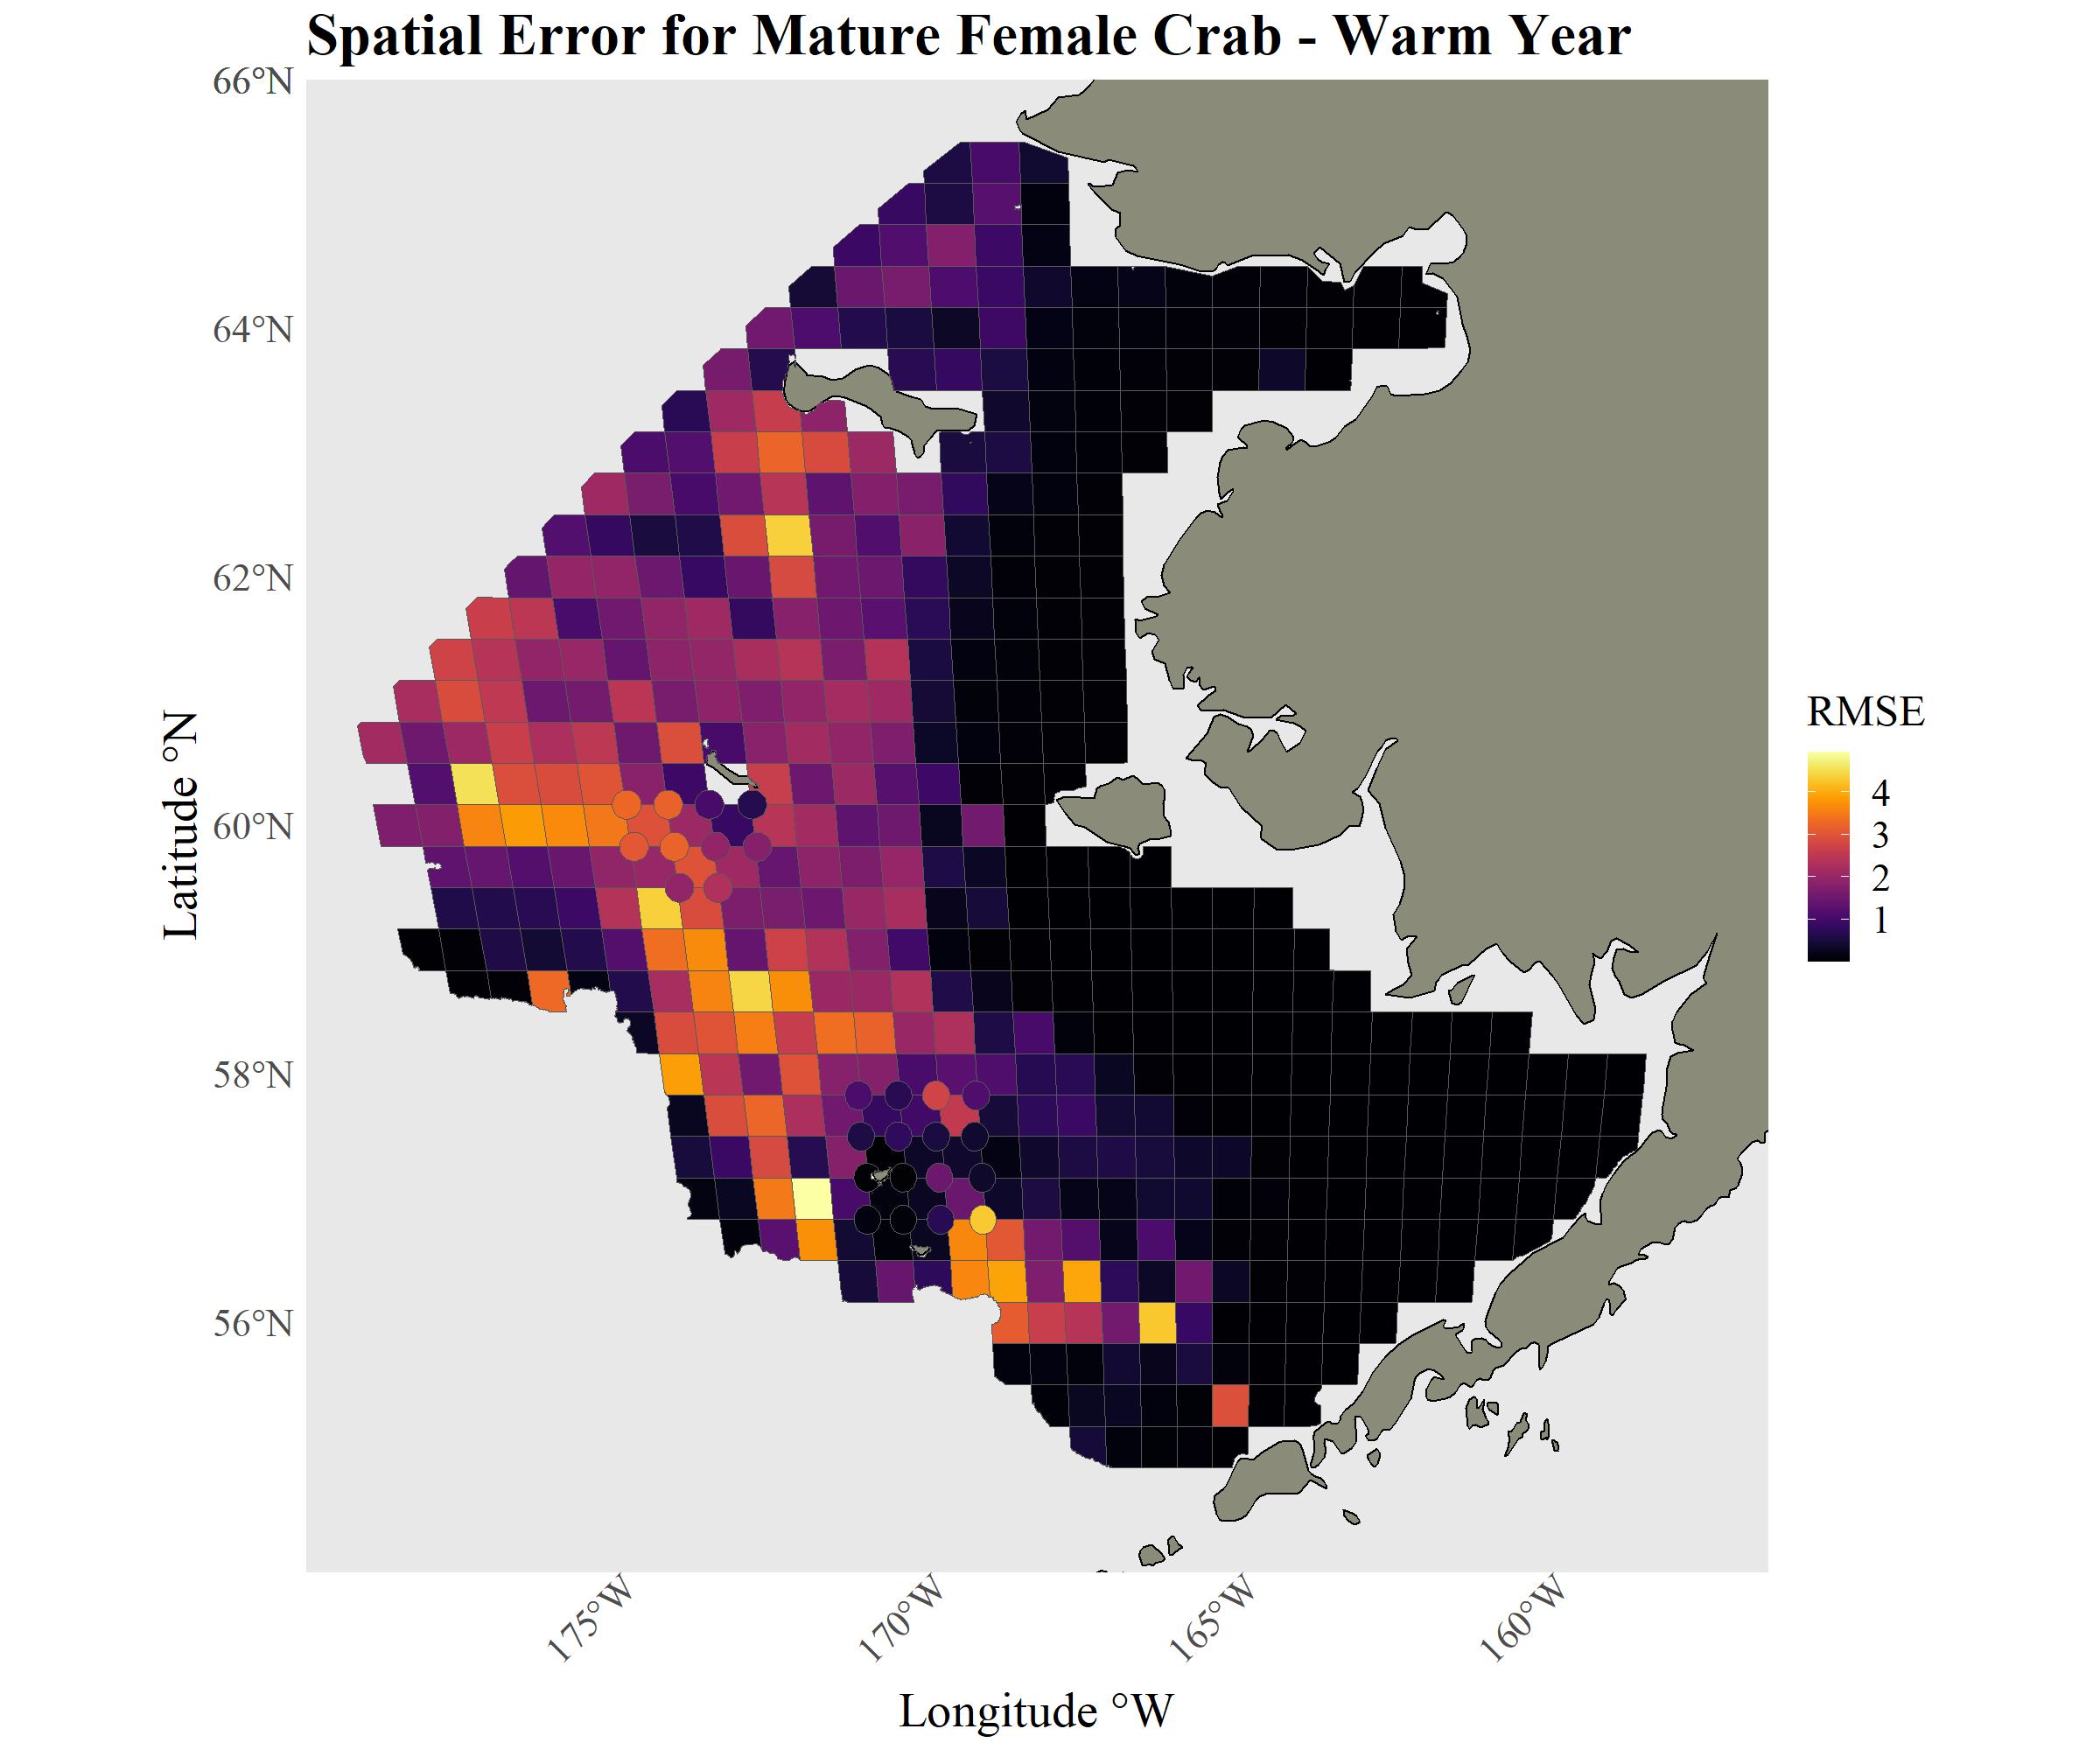 Spatial Error for Mature Female Crab - Warm Year
66°N
64°N
62°N
60°N
58°N
56°N
Latitude °N
175°W
170°W
165°W
160°W
Longitude °W
RMSE
4
3
2
1